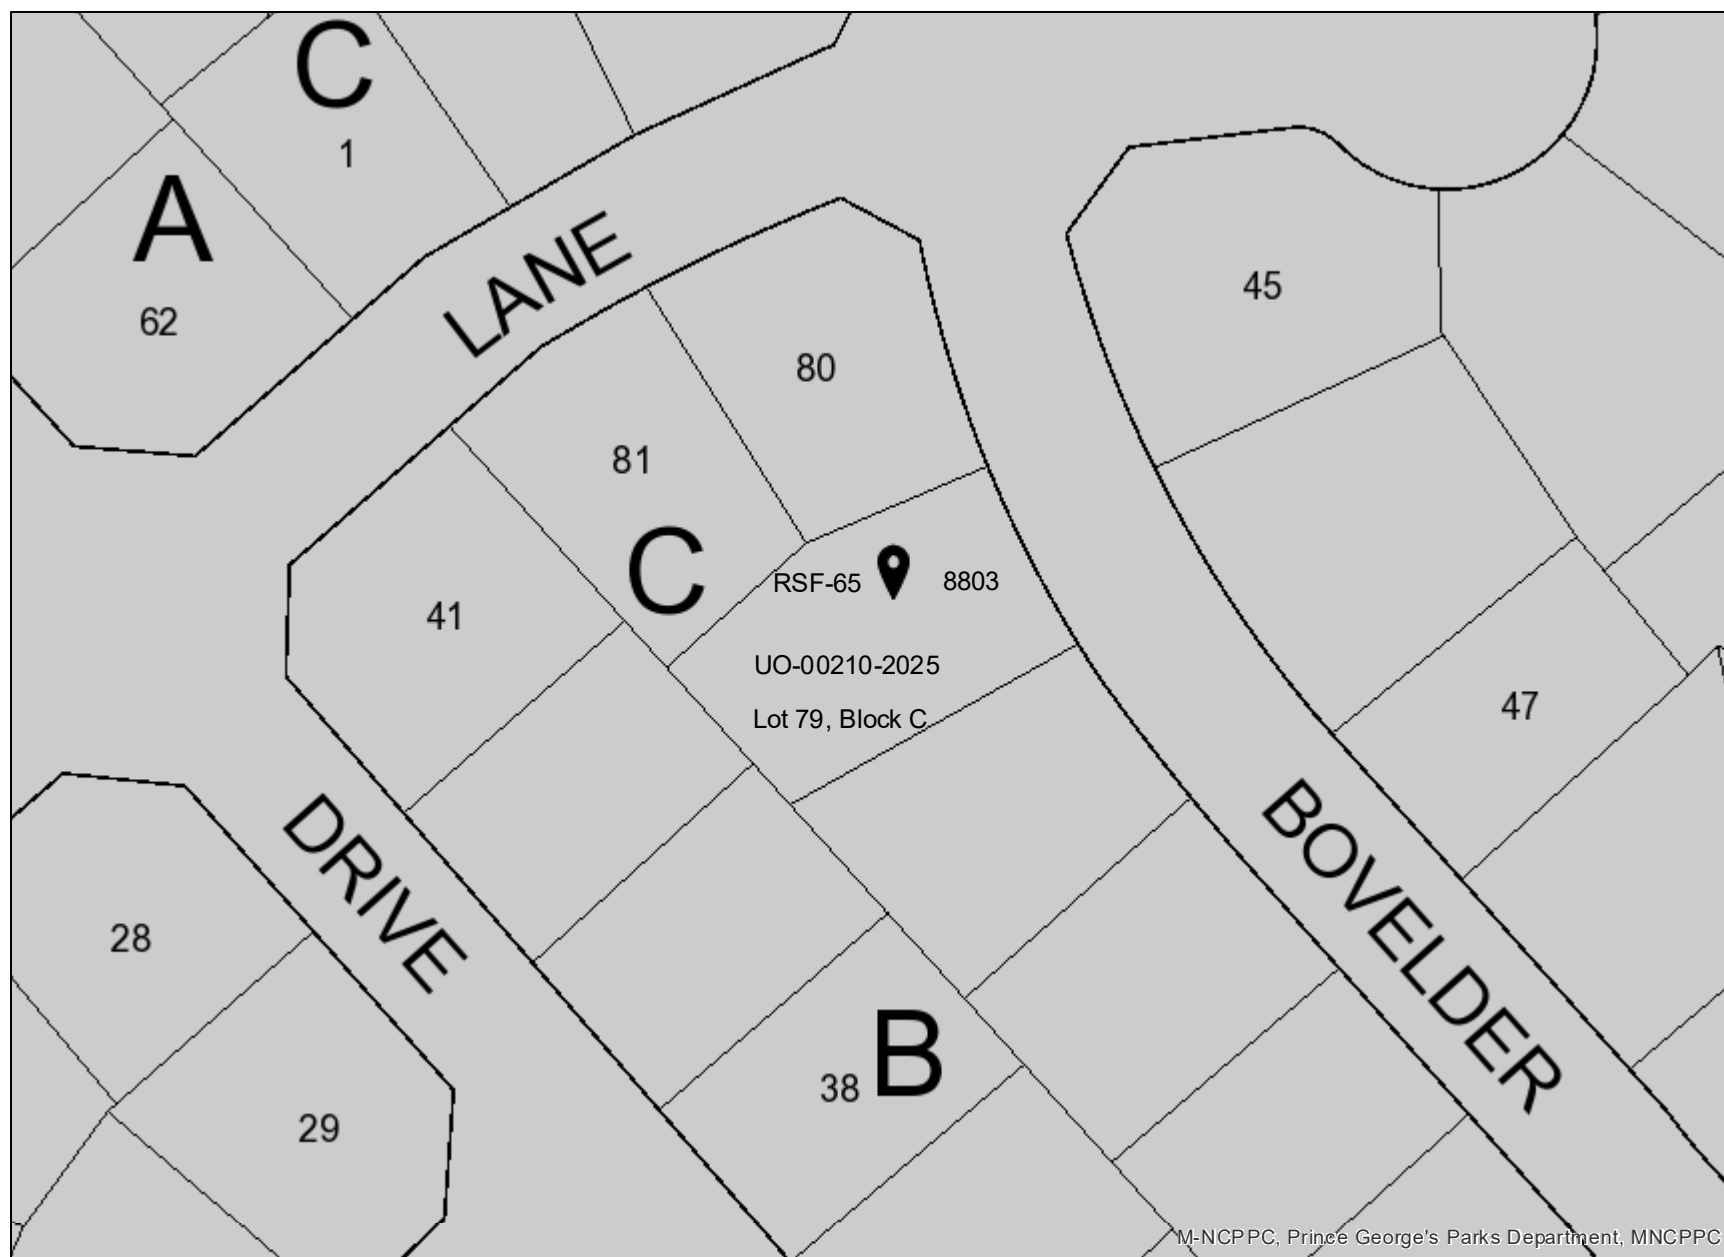 C
1
A
62
LANE
45
80
81
C
RSF-65 8803
41
UO-00210-2025
Lot 79, Block C
47
DRIVE
BOVELDER
28
B
38
29
M-NCPPC, Prince George's Parks Department, MNCPPC